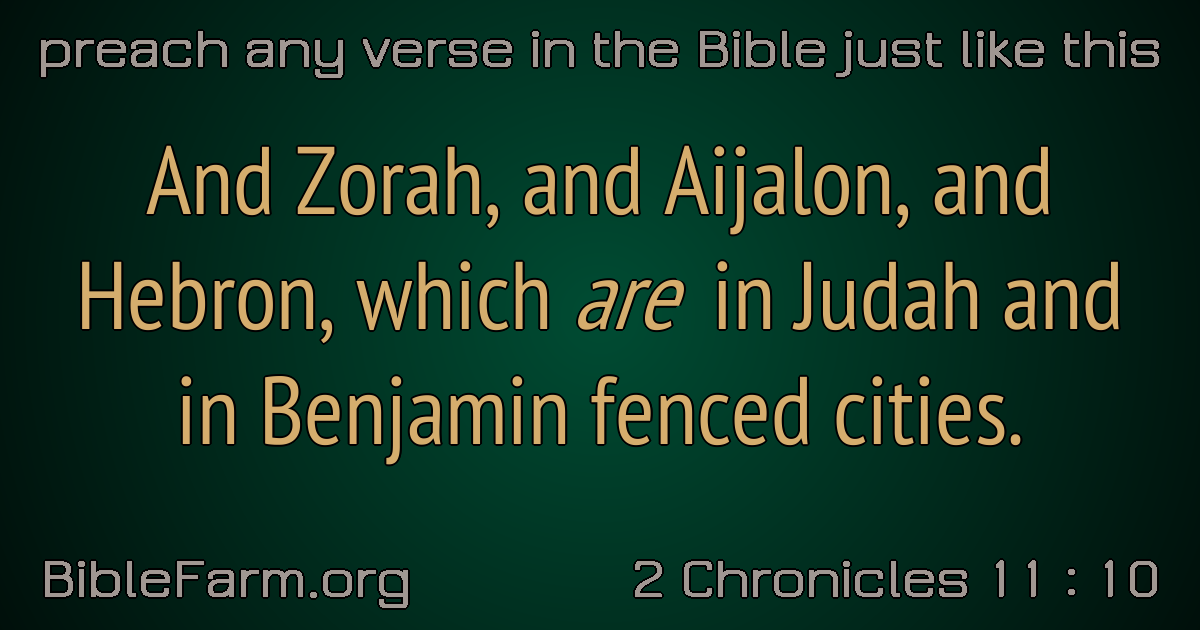 preach any verse in the Bible just like this
And Zorah, and Aijalon, and
Hebron, which are in Judah and
in Benjamin fenced cities.
BibleFarm.org
2 Chronicles 11 : 10